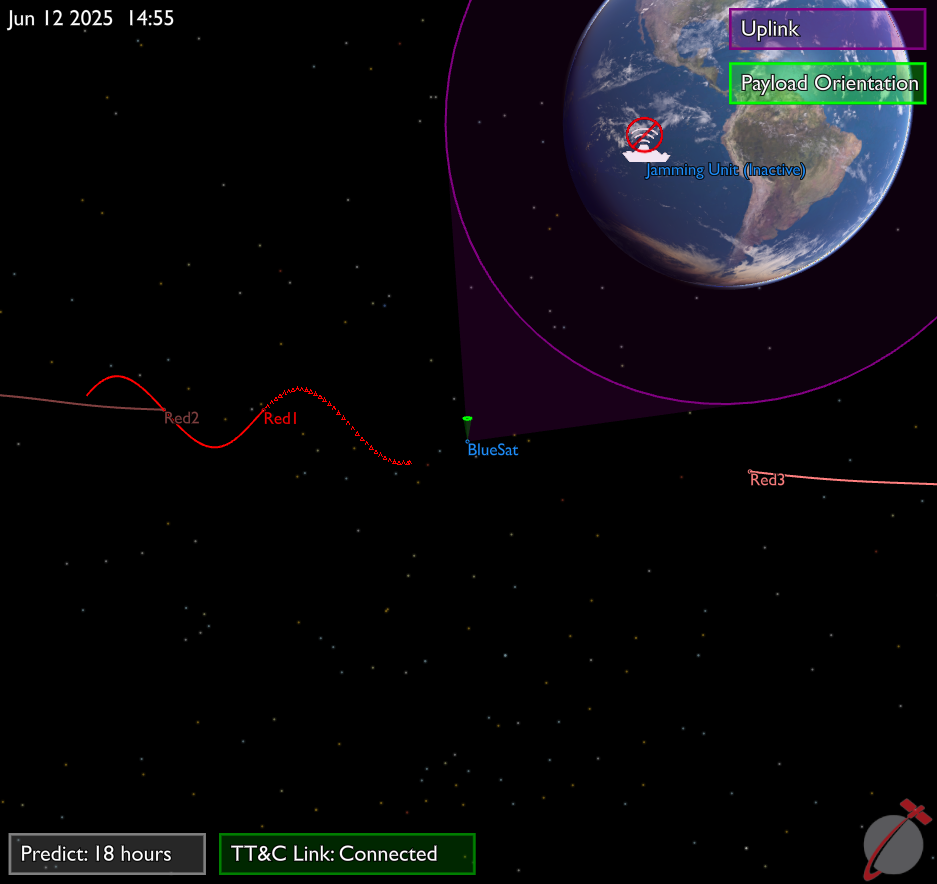 Jun 12 2025  14:55
Uplink
Payload Orientation
Jamming Unit (Inactive)
Red2
Red1
BlueSat
Red3
Predict: 18 hours
TT&C Link: Connected